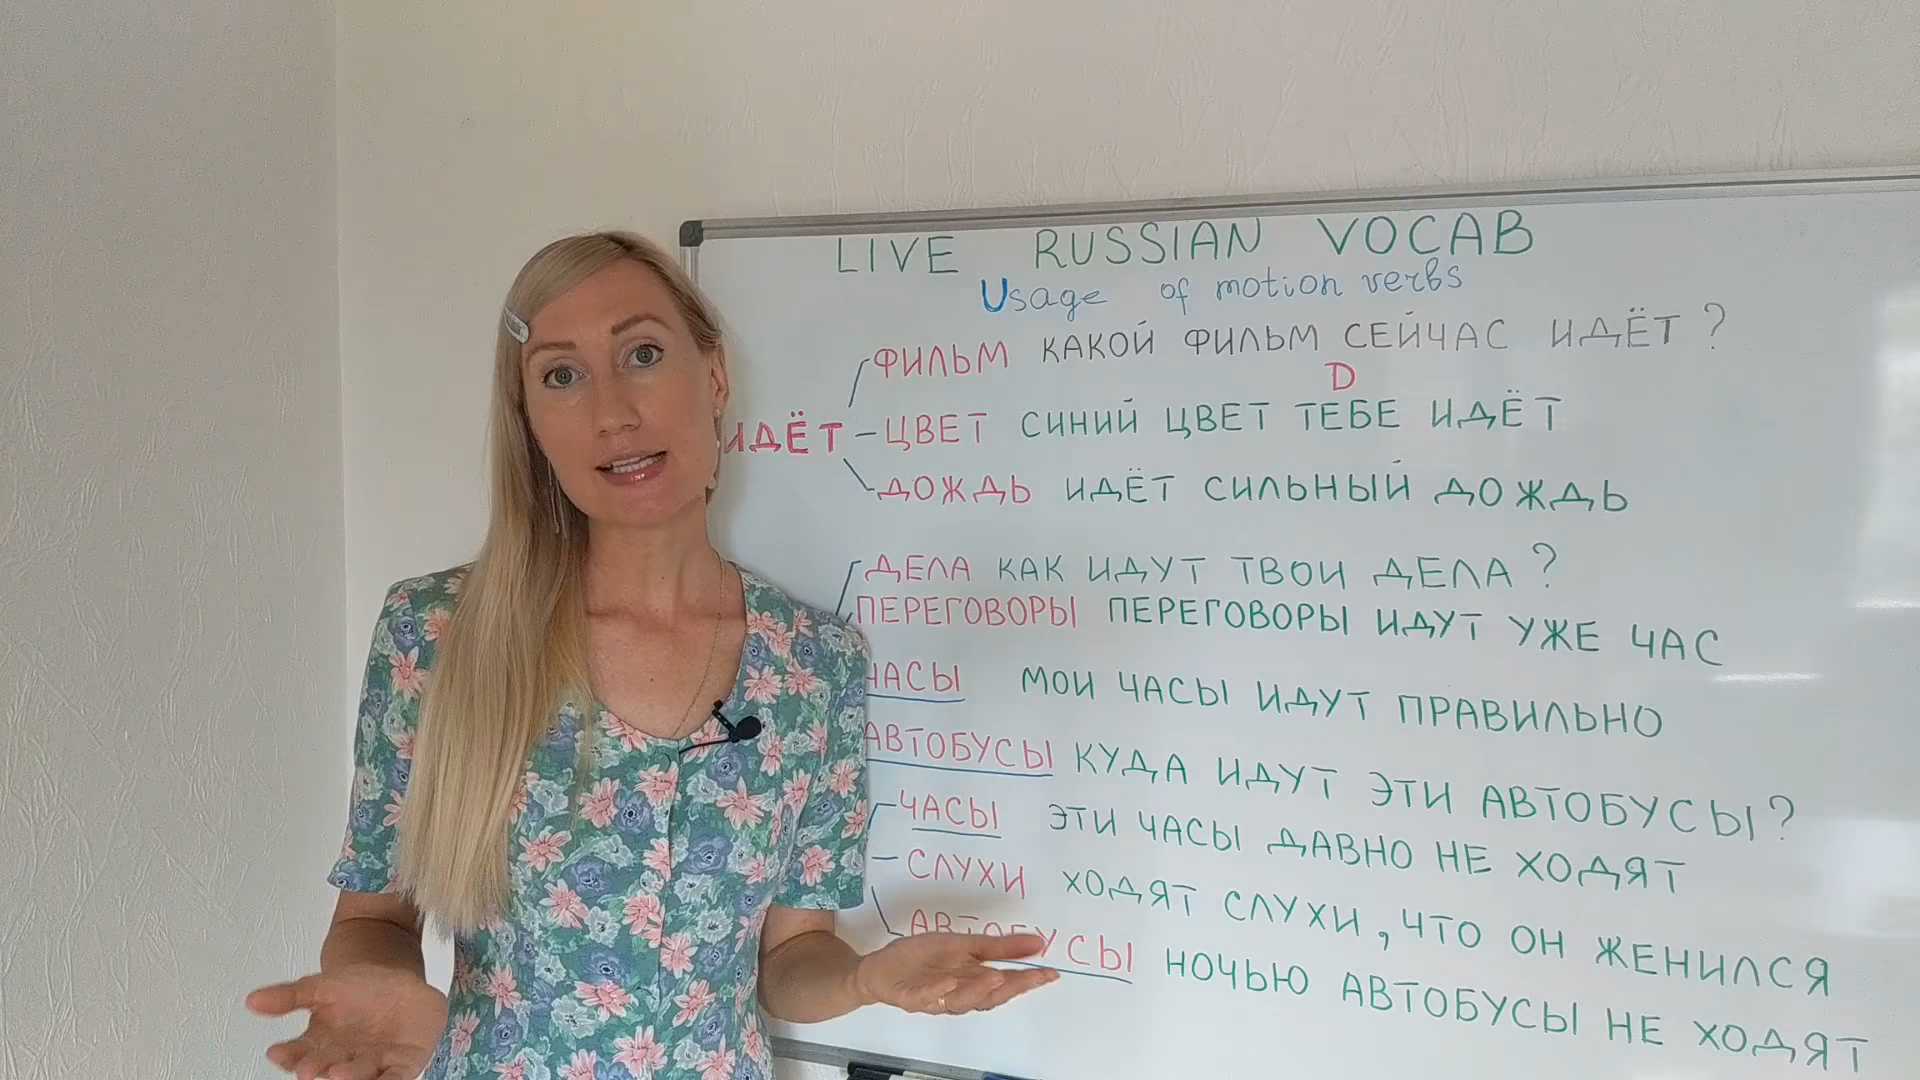 LIVE RUSSIAN VOCAB
Usage of motion verbs
ФИЛЬМ КАКОЙ ФИЛЬМ СЕЙЧАС ИДЁТ?
D
ИДЁТ – ЦВЕТ СИНИЙ ЦВЕТ ТЕБЕ ИДЁТ
ДОЖДЬ ИДЁТ СИЛЬНЫЙ ДОЖДЬ
ДЕЛА КАК ИДУТ ТВОИ ДЕЛА?
ПЕРЕГОВОРЫ ПЕРЕГОВОРЫ ИДУТ УЖЕ ЧАС
ЧАСЫ МОИ ЧАСЫ ИДУТ ПРАВИЛЬНО
АВТОБУСЫ КУДА ИДУТ ЭТИ АВТОБУСЫ?
ЧАСЫ ЭТИ ЧАСЫ ДАВНО НЕ ХОДЯТ
– СЛУХИ ХОДЯТ СЛУХИ, ЧТО ОН ЖЕНИЛСЯ
АВТОБУСЫ НОЧЬЮ АВТОБУСЫ НЕ ХОДЯТ